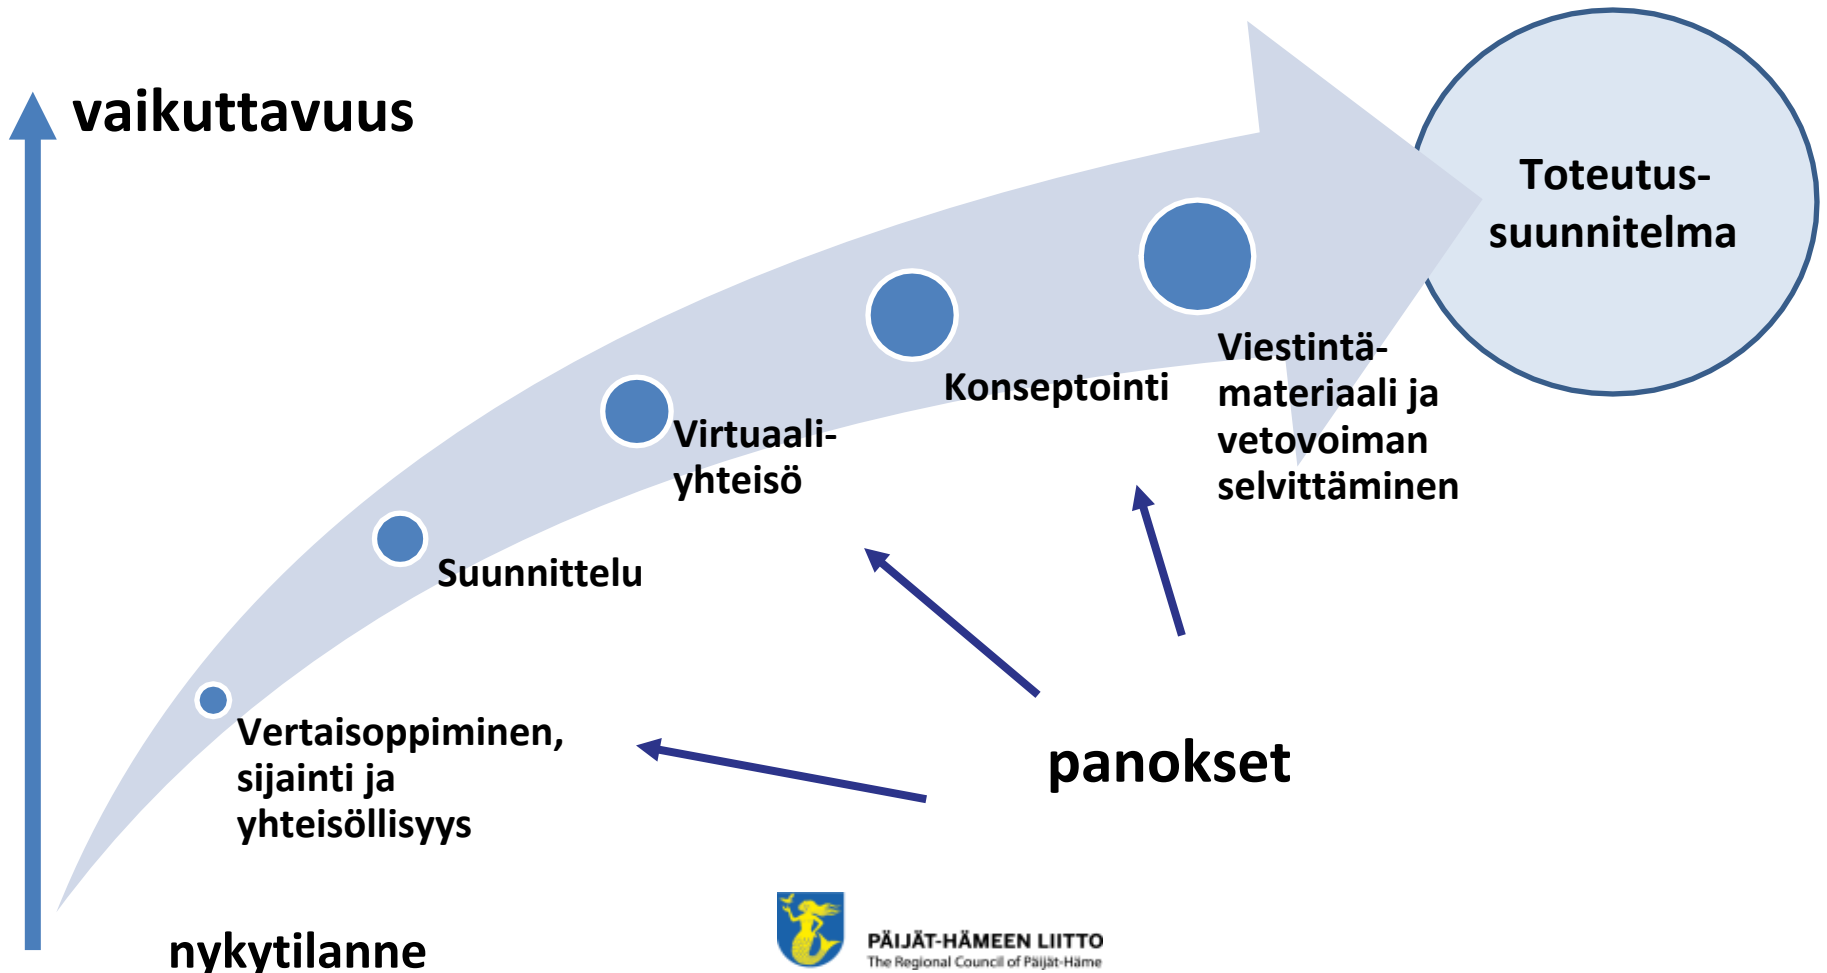 vaikuttavuus
Toteutus-
suunnitelma
Viestintä-
materiaali ja
vetovoiman
selvittäminen
Konseptointi
Virtuaali-
yhteisö
Suunnittelu
Vertaisoppiminen,
sijainti ja
yhteisöllisyys
panokset
nykytilanne
PÄIJÄT-HÄMEEN LIITTO
The Regional Council of Päijät-Häme